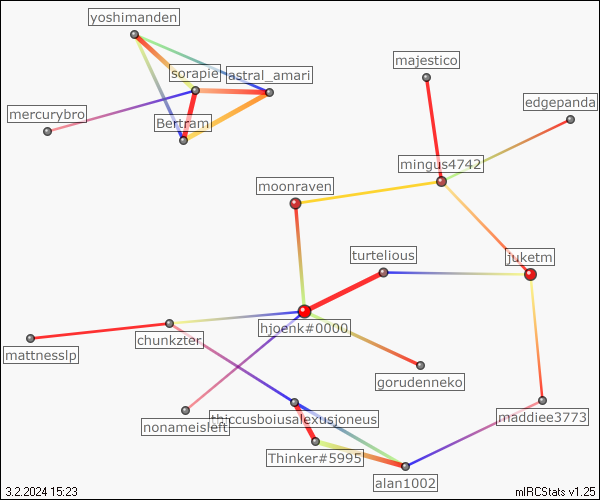 yoshimanden
sorapie
astral_amari
majestico
edgepanda
mercurybro
Bertram
mingus4742
moonraven
turtelious
juketm
hjoenk#0000
chunkzter
mattnesslp
gorudenneko
nonameisleft
thiccusboiusalexusjoneus
maddiee3773
Thinker#5995
alan1002
3.2.2024 15:23
mIRCStats v1.25